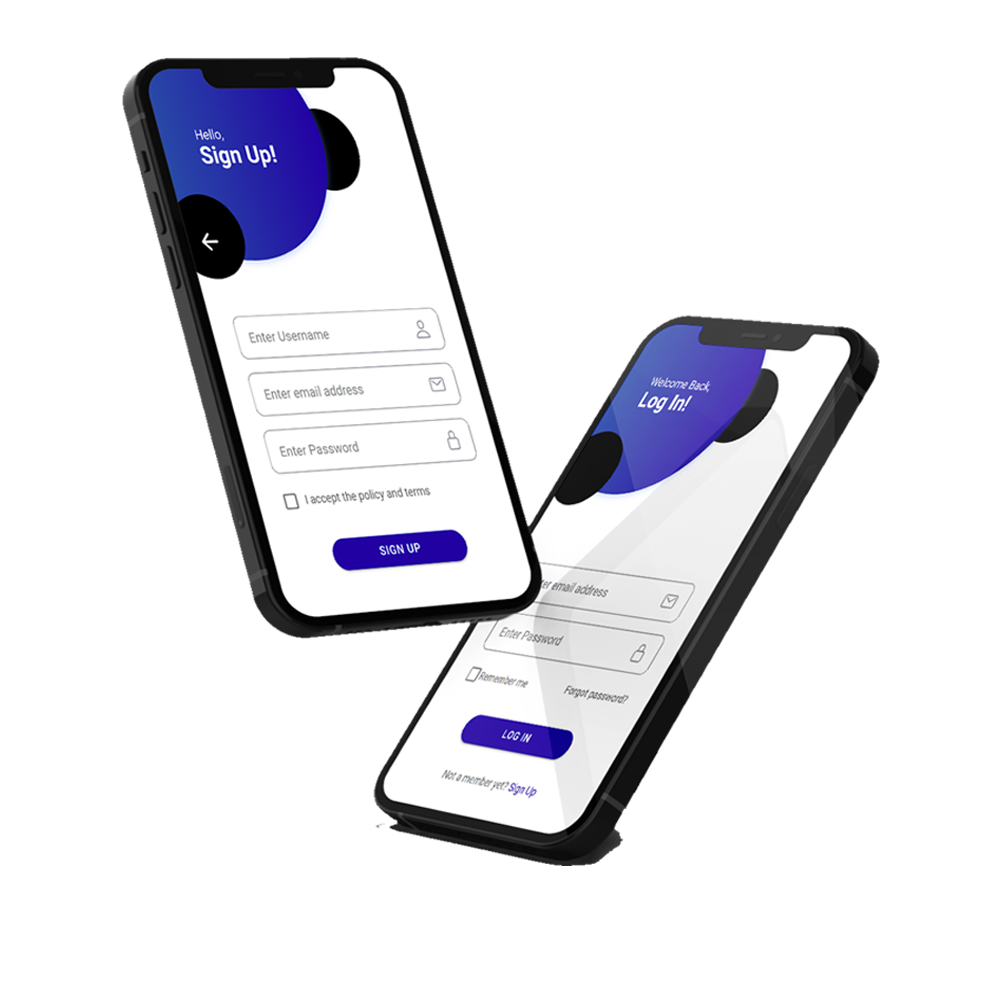 Hello,
Sign Up!
Enter Username
Enter email address
Enter Password
I accept the policy and terms
SIGN UP
Welcome Back,
Log In!
email address
Enter Password
Remember me
Forgot password?
LOG IN
Not a member yet? Sign Up